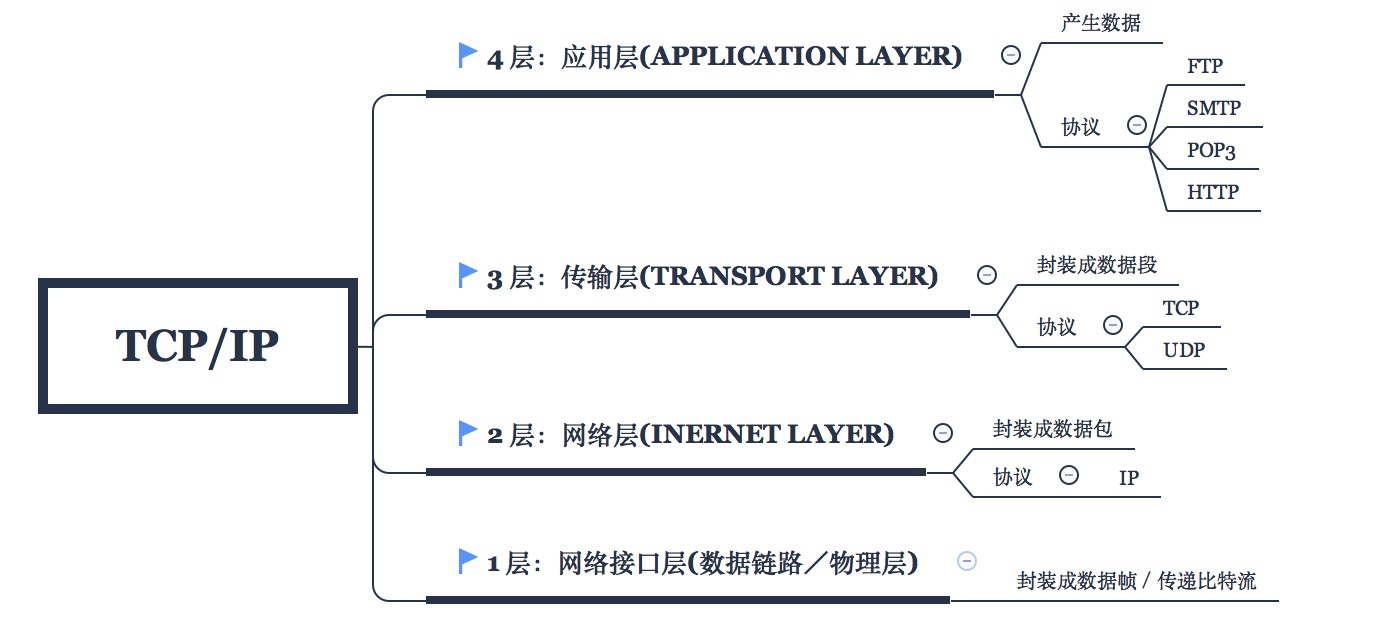 TCP/IP
4 层：应用层(APPLICATION LAYER)
产生数据
协议
FTP
SMTP
POP3
HTTP
3 层：传输层(TRANSPORT LAYER)
封装成数据段
协议
TCP
UDP
2 层：网络层(INERNET LAYER)
封装成数据包
协议
IP
1 层：网络接口层(数据链路／物理层)
封装成数据帧 / 传递比特流